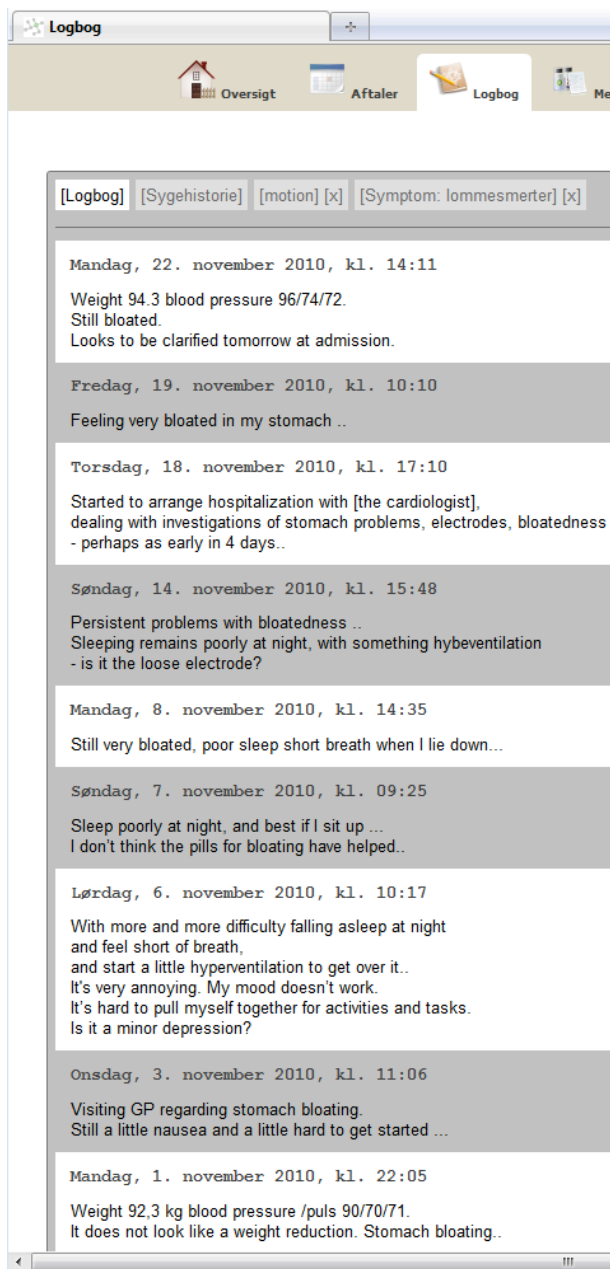 Logbog
Oversigt
Aftaler
Logbog
Me
[Logbog] [Sygehistorie] [motion] [x] [Symptom: lommesmerter] [x]
Mandag, 22. november 2010, kl. 14:11
Weight 94.3 blood pressure 96/74/72.
Still bloated.
Looks to be clarified tomorrow at admission.
Fredag, 19. november 2010, kl. 10:10
Feeling very bloated in my stomach ..
Torsdag, 18. november 2010, kl. 17:10
Started to arrange hospitalization with [the cardiologist],
dealing with investigations of stomach problems, electrodes, bloatedness
- perhaps as early in 4 days..
Søndag, 14. november 2010, kl. 15:48
Persistent problems with bloatedness ..
Sleeping remains poorly at night, with something hybeventilation
- is it the loose electrode?
Mandag, 8. november 2010, kl. 14:35
Still very bloated, poor sleep short breath when I lie down...
Søndag, 7. november 2010, kl. 09:25
Sleep poorly at night, and best if I sit up ...
I don't think the pills for bloating have helped..
Lørdag, 6. november 2010, kl. 10:17
With more and more difficulty falling asleep at night
and feel short of breath,
and start a little hyperventilation to get over it..
It's very annoying. My mood doesn't work.
It's hard to pull myself together for activities and tasks.
Is it a minor depression?
Onsdag, 3. november 2010, kl. 11:06
Visiting GP regarding stomach bloating.
Still a little nausea and a little hard to get started ...
Mandag, 1. november 2010, kl. 22:05
Weight 92,3 kg blood pressure /puls 90/70/71.
It does not look like a weight reduction. Stomach bloating..